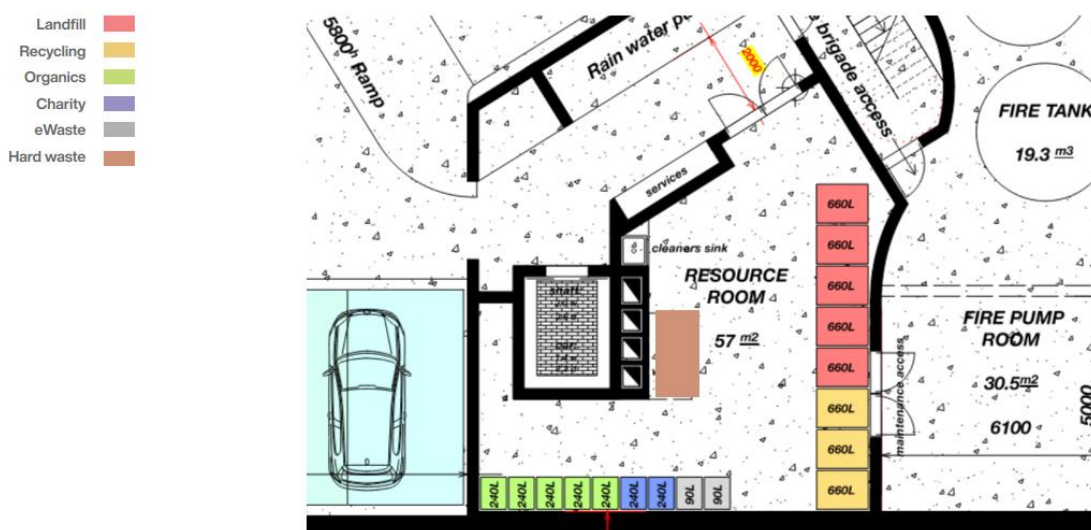 Landfill
Recycling
Organics
Charity
eWaste
Hard waste
5800h Ramp
Rain water
2000
brigade access
FIRE TANK
19.3 m3
services
cleaners sink
RESOURCE
ROOM
57 m2
660L
660L
660L
660L
660L
660L
660L
660L
maintenance access
FIRE PUMP
ROOM
30.5m2
6100
5000
shaft
car
240L
240L
240L
240L
240L
240L
240L
90L
90L